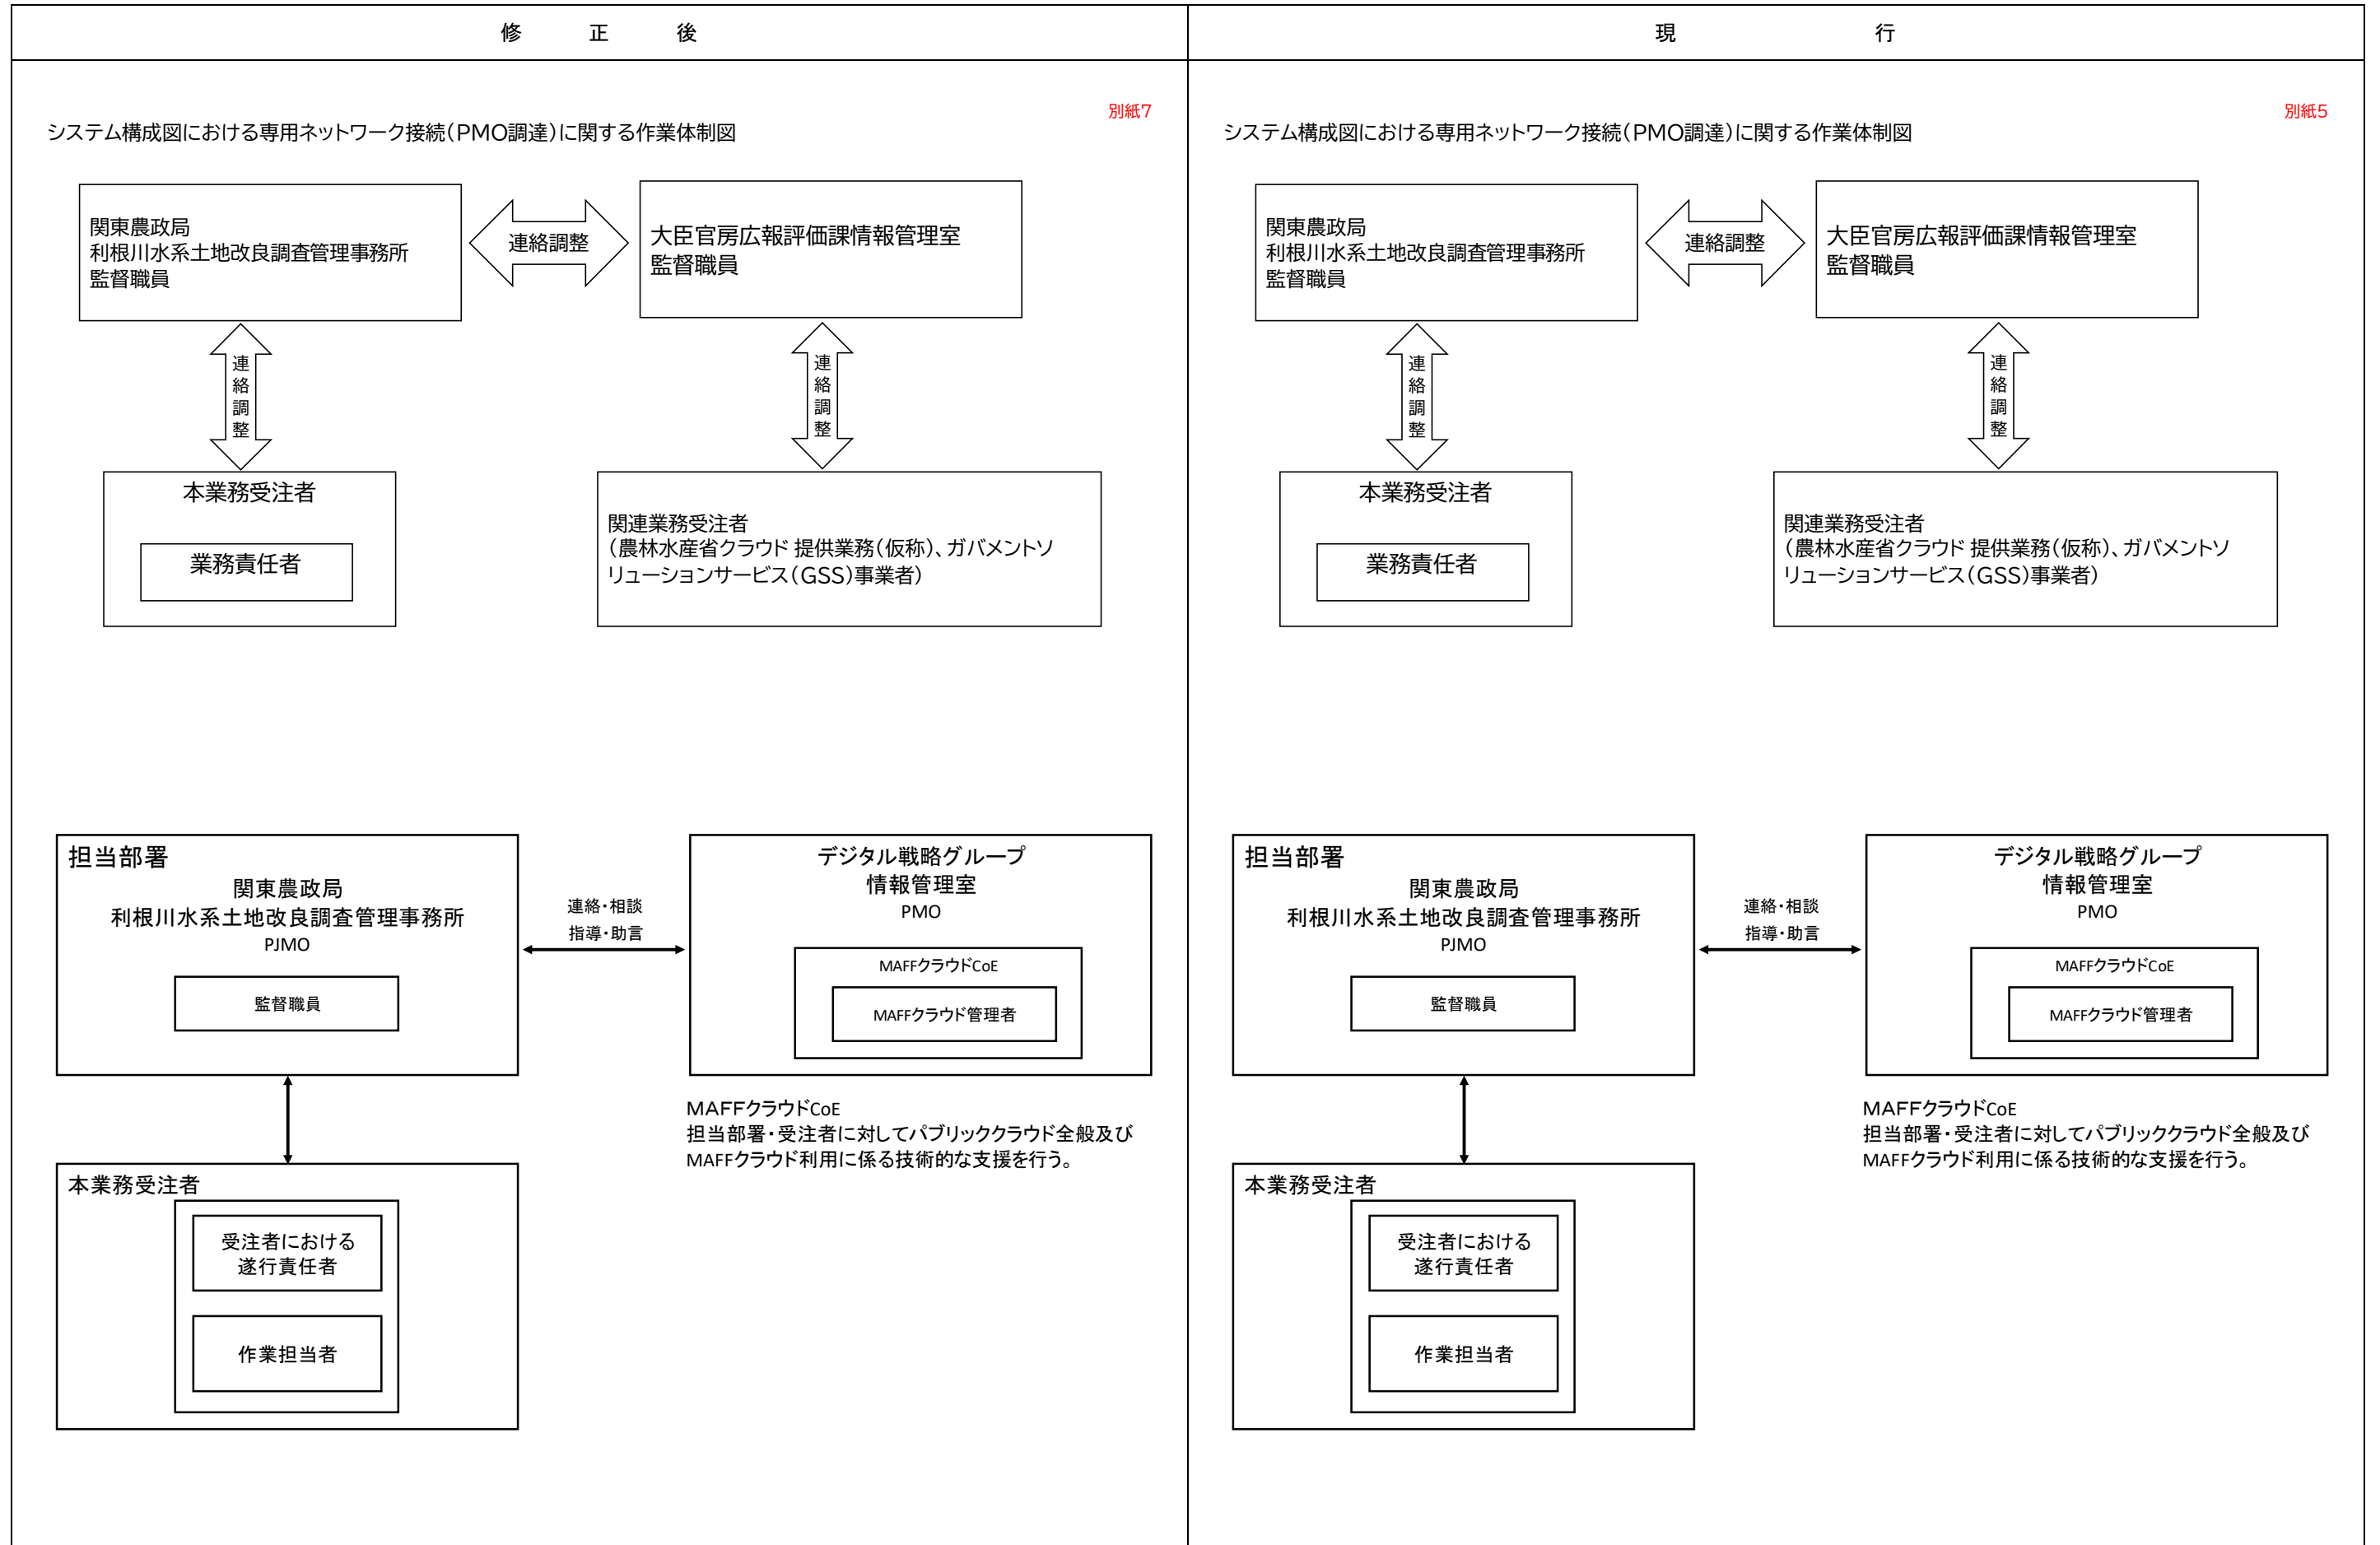 修正後
別紙7
システム構成図における専用ネットワーク接続(PMO調達)に関する作業体制図
関東農政局
利根川水系土地改良調査管理事務所
監督職員
連絡調整
大臣官房広報評価課情報管理室
監督職員
連絡調整
連絡調整
本業務受注者
業務責任者
関連業務受注者
(農林水産省クラウド 提供業務(仮称)、ガバメントソ
リューションサービス(GSS)事業者)
担当部署
関東農政局
利根川水系土地改良調査管理事務所
PJMO
監督職員
連絡・相談
指導・助言
デジタル戦略グループ
情報管理室
PMO
MAFFクラウドCoE
MAFFクラウド管理者
MAFFクラウドCoE
担当部署・受注者に対してパブリッククラウド全般及び
MAFFクラウド利用に係る技術的な支援を行う。
本業務受注者
受注者における
遂行責任者
作業担当者
現行
別紙5
システム構成図における専用ネットワーク接続(PMO調達)に関する作業体制図
関東農政局
利根川水系土地改良調査管理事務所
監督職員
連絡調整
大臣官房広報評価課情報管理室
監督職員
連絡調整
連絡調整
本業務受注者
業務責任者
関連業務受注者
(農林水産省クラウド 提供業務(仮称)、ガバメントソ
リューションサービス(GSS)事業者)
担当部署
関東農政局
利根川水系土地改良調査管理事務所
PJMO
監督職員
連絡・相談
指導・助言
デジタル戦略グループ
情報管理室
PMO
MAFFクラウドCoE
MAFFクラウド管理者
MAFFクラウドCoE
担当部署・受注者に対してパブリッククラウド全般及び
MAFFクラウド利用に係る技術的な支援を行う。
本業務受注者
受注者における
遂行責任者
作業担当者